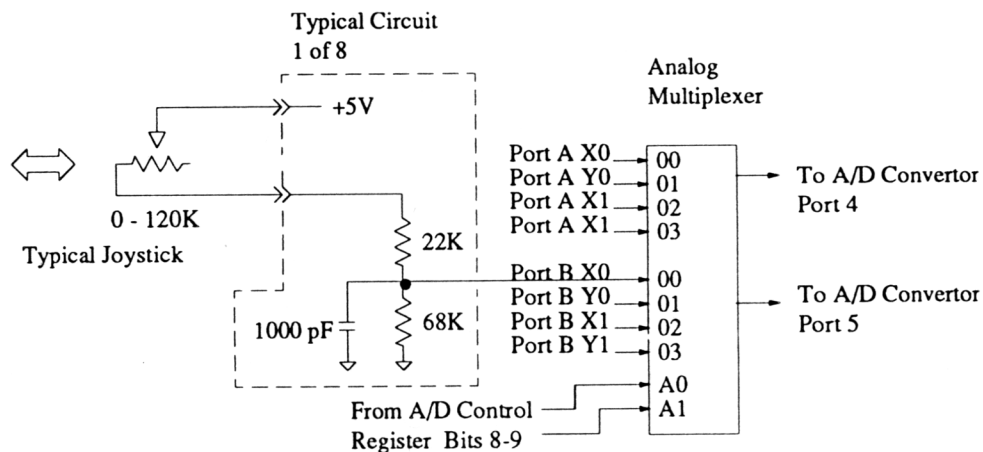 Typical Circuit
1 of 8
+5V
0 - 120K
Typical Joystick
22K
1000 pF
68K
Analog
Multiplexer
Port A X0
Port A Y0
Port A X1
Port A X1
Port B X0
Port B Y0
Port B X1
Port B Y1
00
01
02
03
00
01
02
03
A0
A1
To A/D Convertor
Port 4
To A/D Convertor
Port 5
From A/D Control
Register Bits 8-9